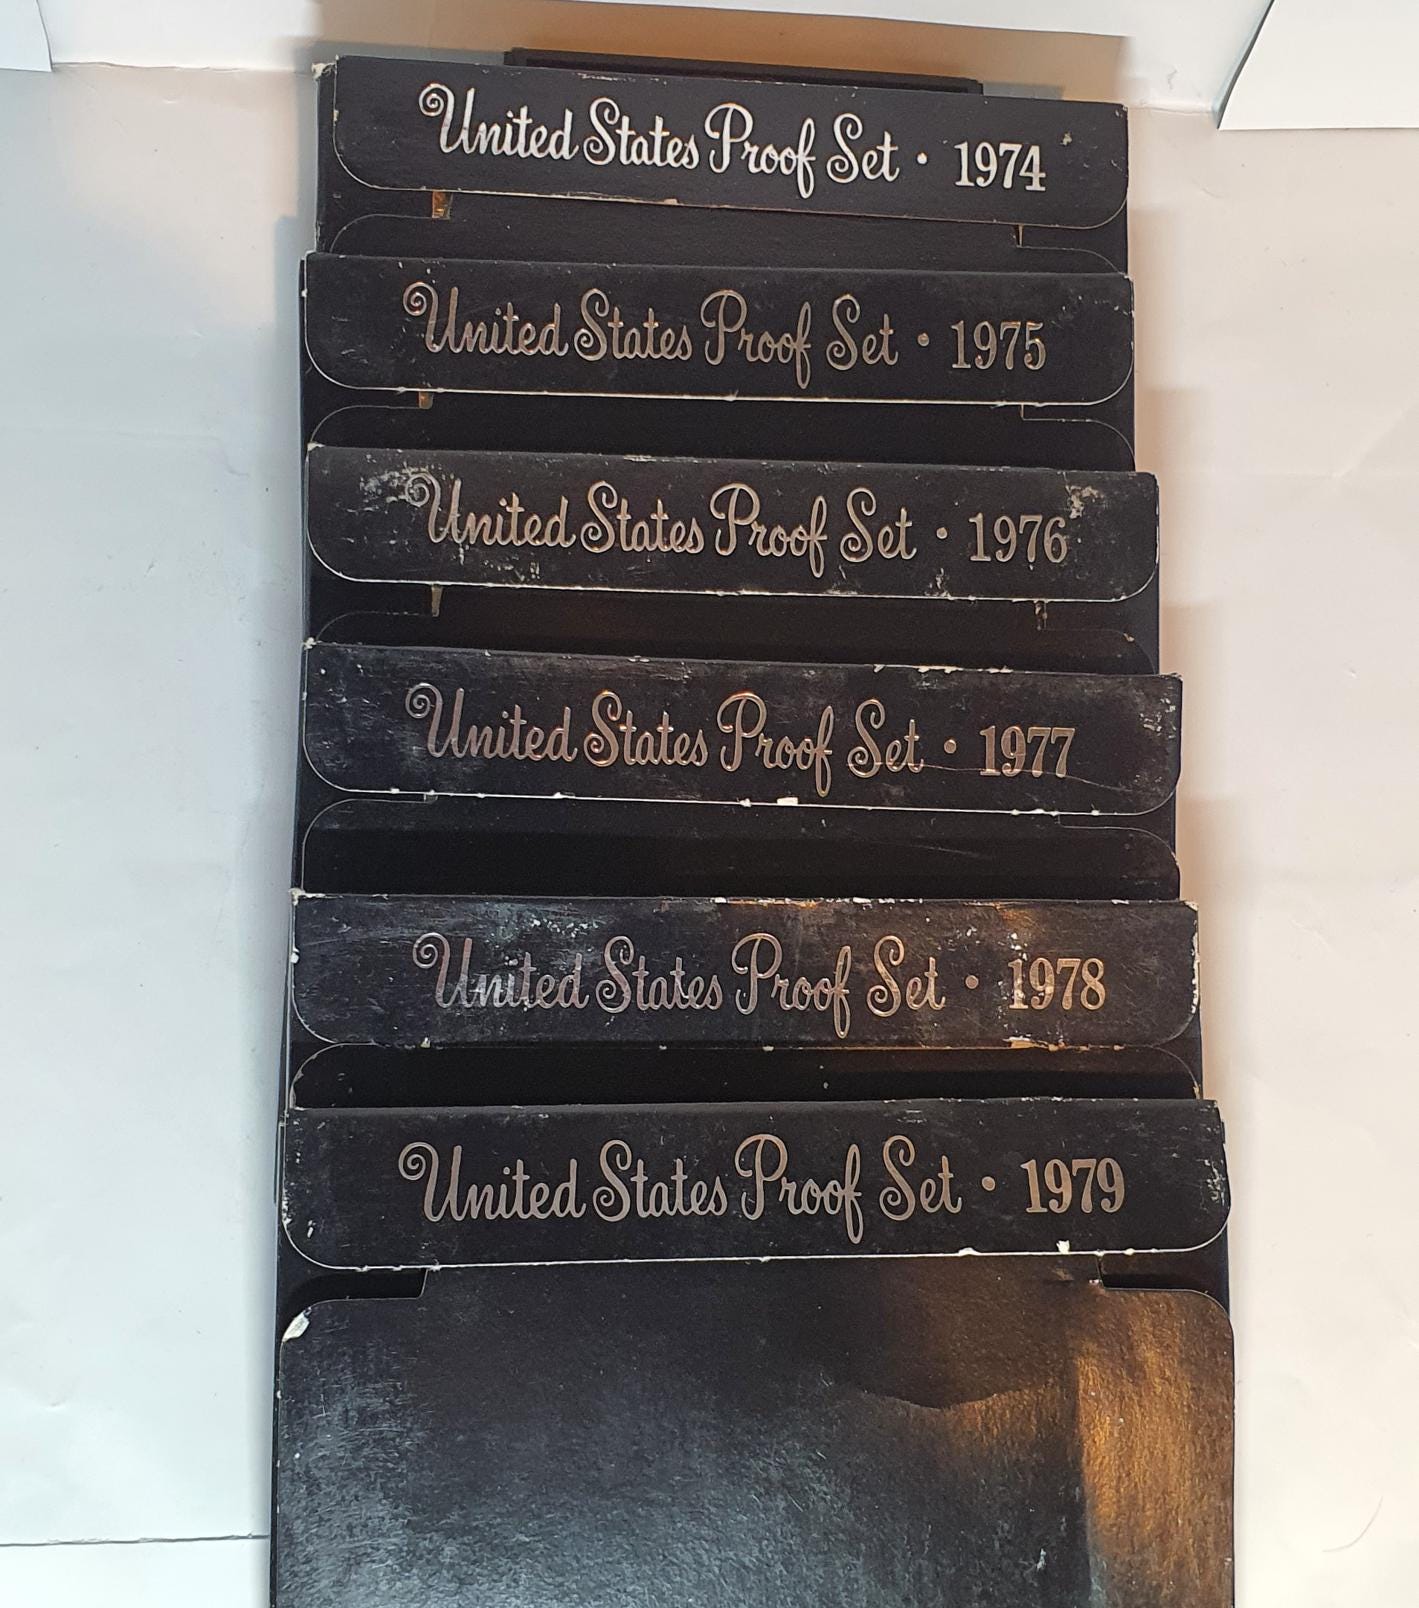 United States Proof Set • 1974
United States Proof Set • 1975
United States Proof Set • 1976
United States Proof Set • 1977
United States Proof Set • 1978
United States Proof Set • 1979